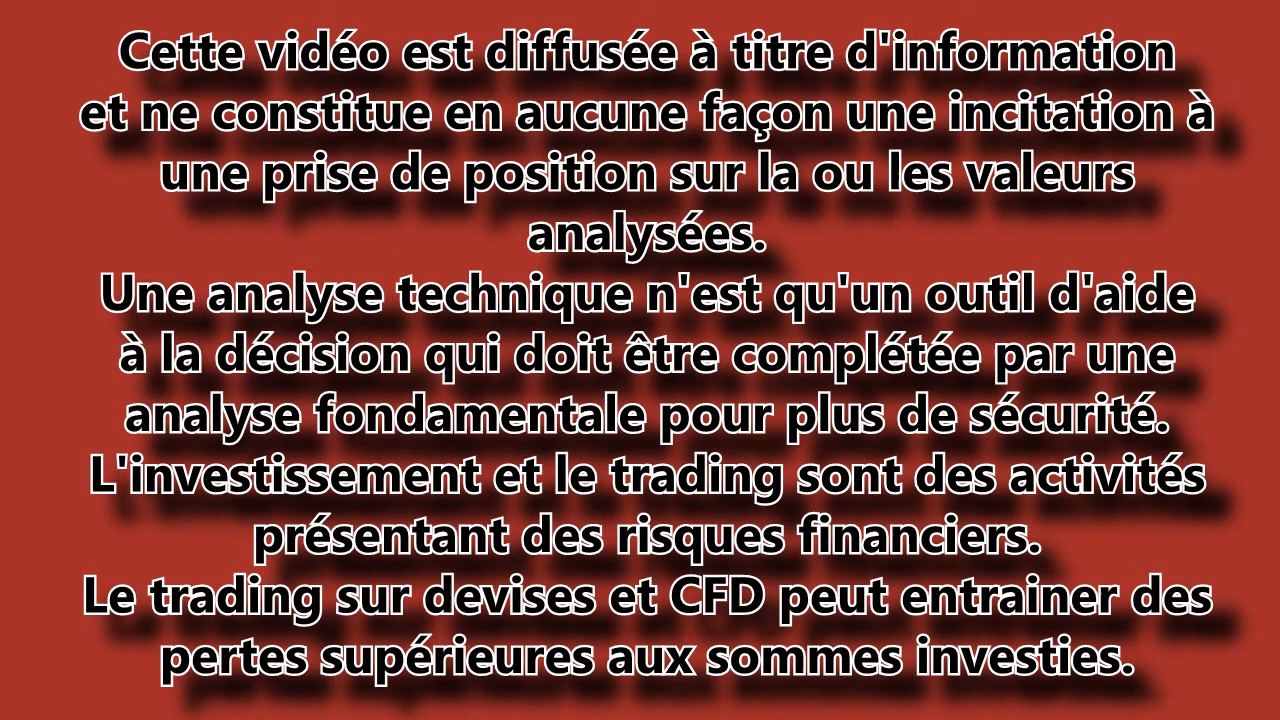 Cette vidéo est diffusée à titre d'information
et ne constitue en aucune façon une incitation à
une prise de position sur la ou les valeurs
analysées.
Une analyse technique n'est qu'un outil d'aide
à la décision qui doit être complétée par une
analyse fondamentale pour plus de sécurité.
L'investissement et le trading sont des activités
présentant des risques financiers.
Le trading sur devises et CFD peut entrainer des
pertes supérieures aux sommes investies.